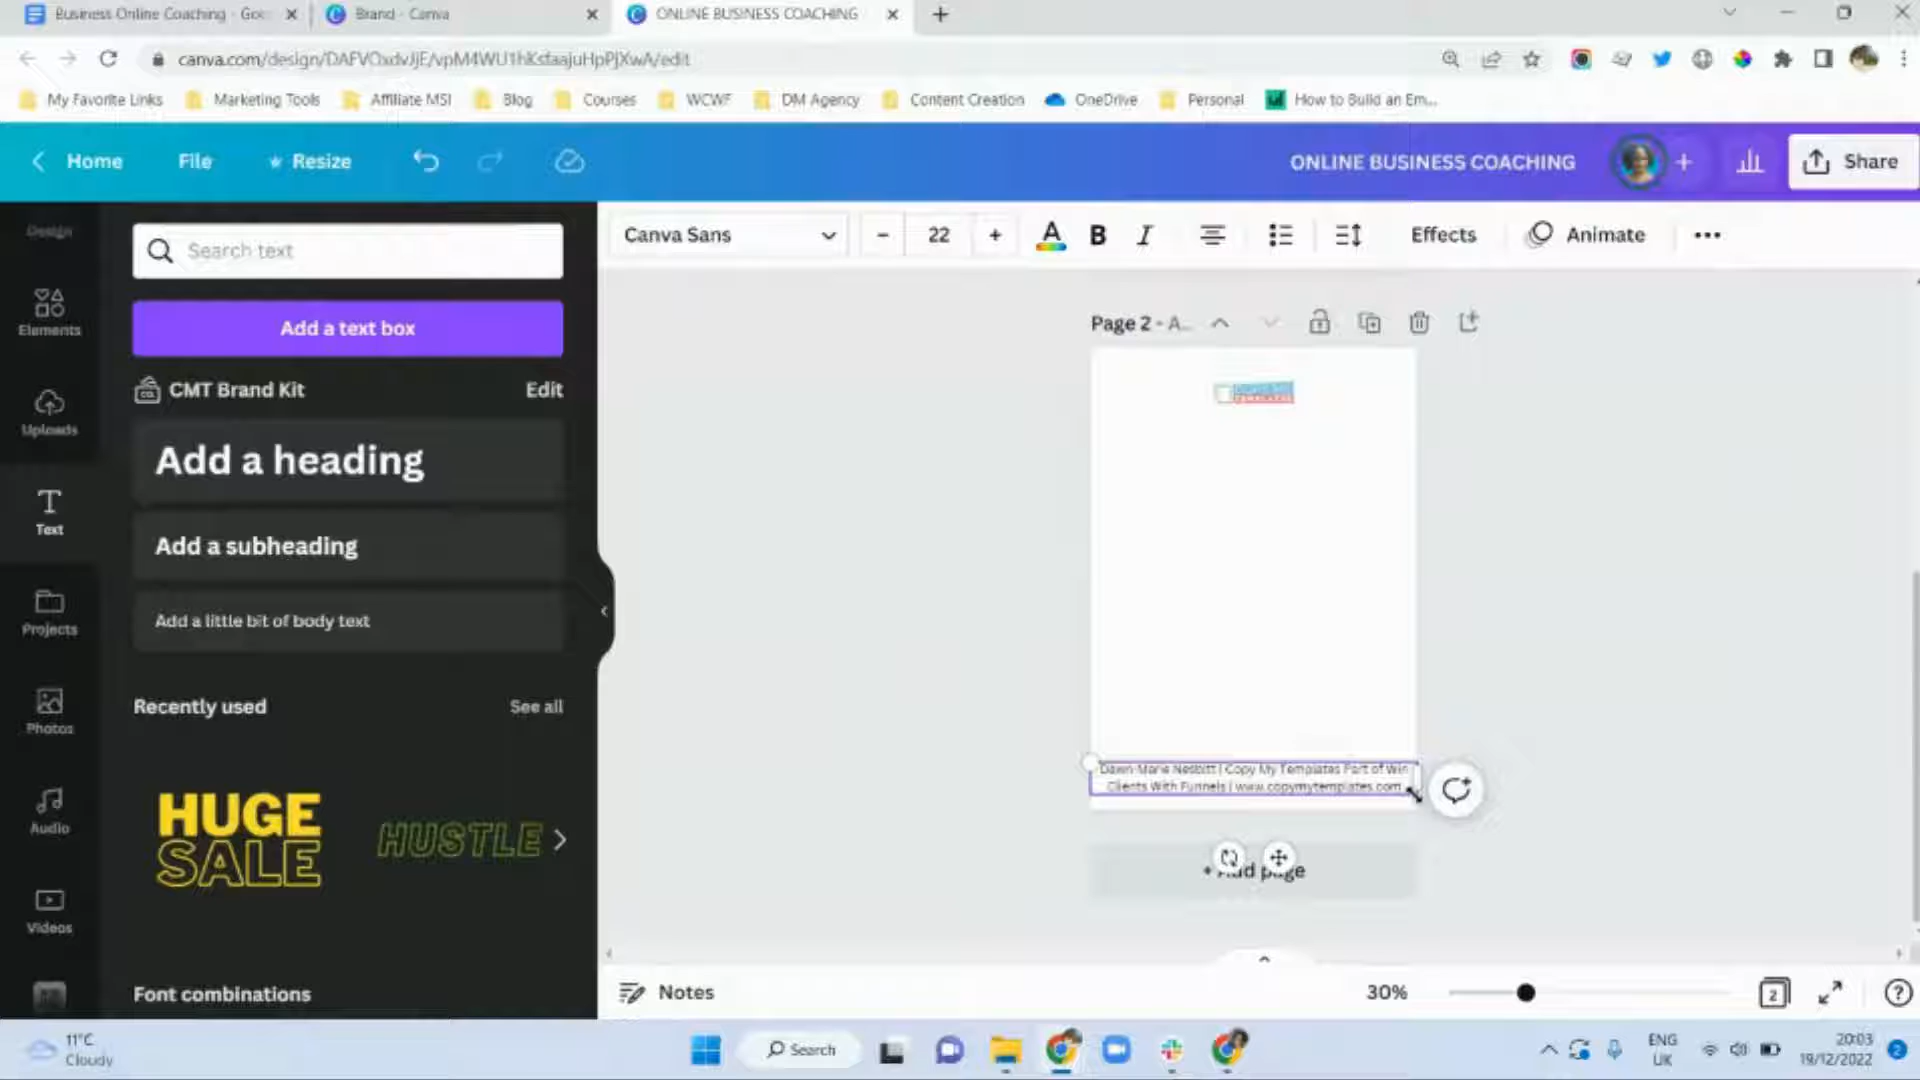 Business Online Coaching - Goo
Brand - Canva
ONLINE BUSINESS COACHING
canva.com/design/DAFVOxdvJjE/vpM4WU1hKsfaajuHpPJXwA/edit
My Favorite Links
Marketing Tools
Affiliate MSI
Blog
Courses
WCWF
DM Agency
Content Creation
OneDrive
Personal
How to Build an Em...
Home
File
Resize
ONLINE BUSINESS COACHING
Share
Design
Search text
Canva Sans
22
B
I
Effects
Animate
Elements
Add a text box
Page 2 - A...
CMT Brand Kit
Edit
Uploads
Add a heading
Text
Add a subheading
Projects
Add a little bit of body text
Recently used
See all
Photos
Dawn-Marie Nesbitt | Copy My Templates Part of Win
Clients With Funnels | www.copymytemplates.com
Audio
HUGE
SALE
HUSTLE
+ Add page
Videos
Font combinations
Notes
30%
2
11°C
Cloudy
Search
ENG
UK
20:03
19/12/2022
2